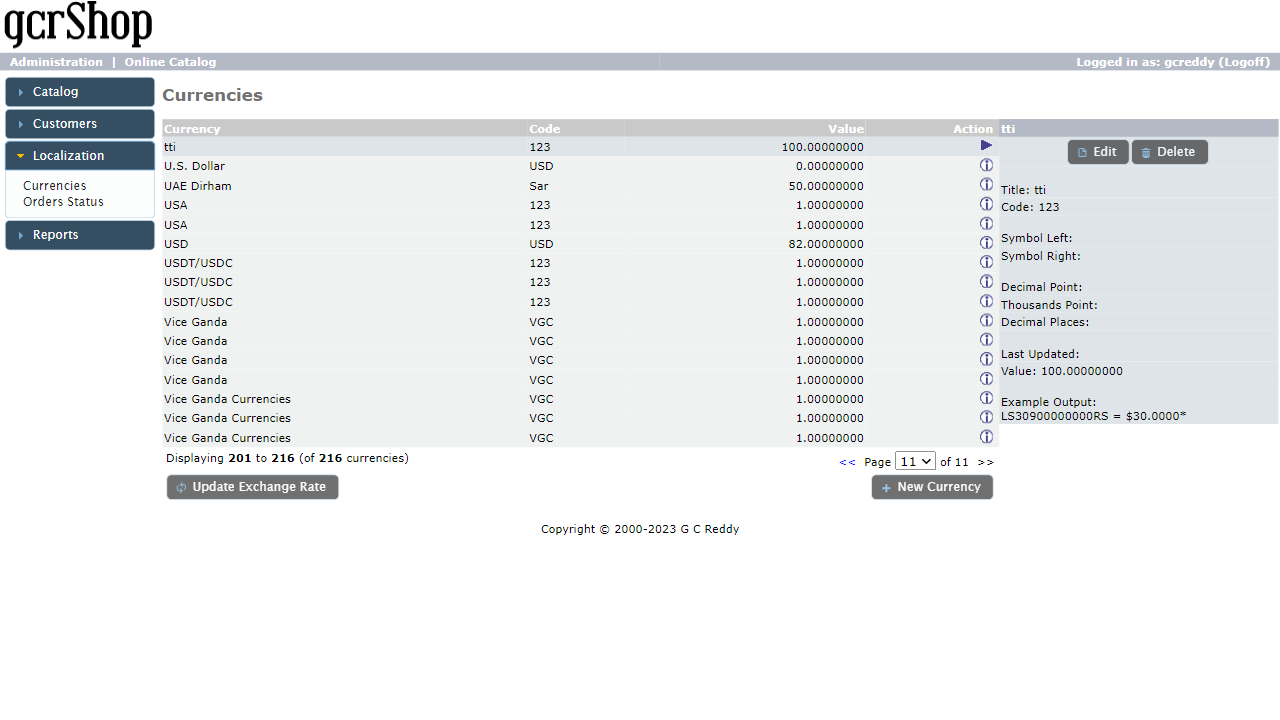 gcrShop
Administration | Online Catalog Logged in as: gcreddy (Logoff)
Catalog
Customers
Localization
Currencies
Orders Status
Reports
Currencies
Currency Code Value Action
tti 123 100.00000000
U.S. Dollar USD 0.00000000
UAE Dirham Sar 50.00000000
USA 123 1.00000000
USA 123 1.00000000
USD USD 82.00000000
USDT/USDC 123 1.00000000
USDT/USDC 123 1.00000000
USDT/USDC 123 1.00000000
Vice Ganda VGC 1.00000000
Vice Ganda VGC 1.00000000
Vice Ganda VGC 1.00000000
Vice Ganda VGC 1.00000000
Vice Ganda Currencies VGC 1.00000000
Vice Ganda Currencies VGC 1.00000000
Vice Ganda Currencies VGC 1.00000000
Displaying 201 to 216 (of 216 currencies) << Page 11 of 11 >>
Update Exchange Rate New Currency
tti
Edit Delete
Title: tti
Code: 123
Symbol Left:
Symbol Right:
Decimal Point:
Thousands Point:
Decimal Places:
Last Updated:
Value: 100.00000000
Example Output:
LS30900000000RS = $30.0000*
Copyright © 2000-2023 G C Reddy